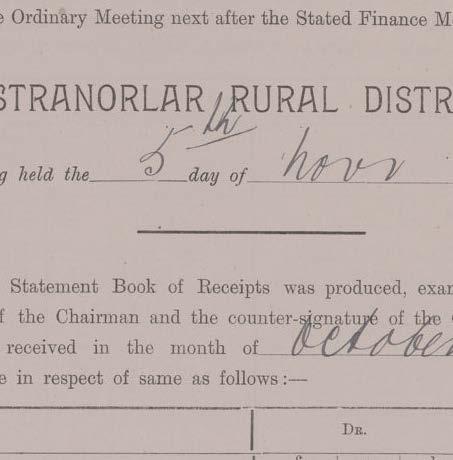 e Ordinary Meeting next after the Stated Finance M
STRANORLAR RURAL DISTR
g held the 5th day of Novr
Statement Book of Receipts was produced, exa
f the Chairman and the counter-signature of the
received in the month of October
e in respect of same as follows:—
DR.